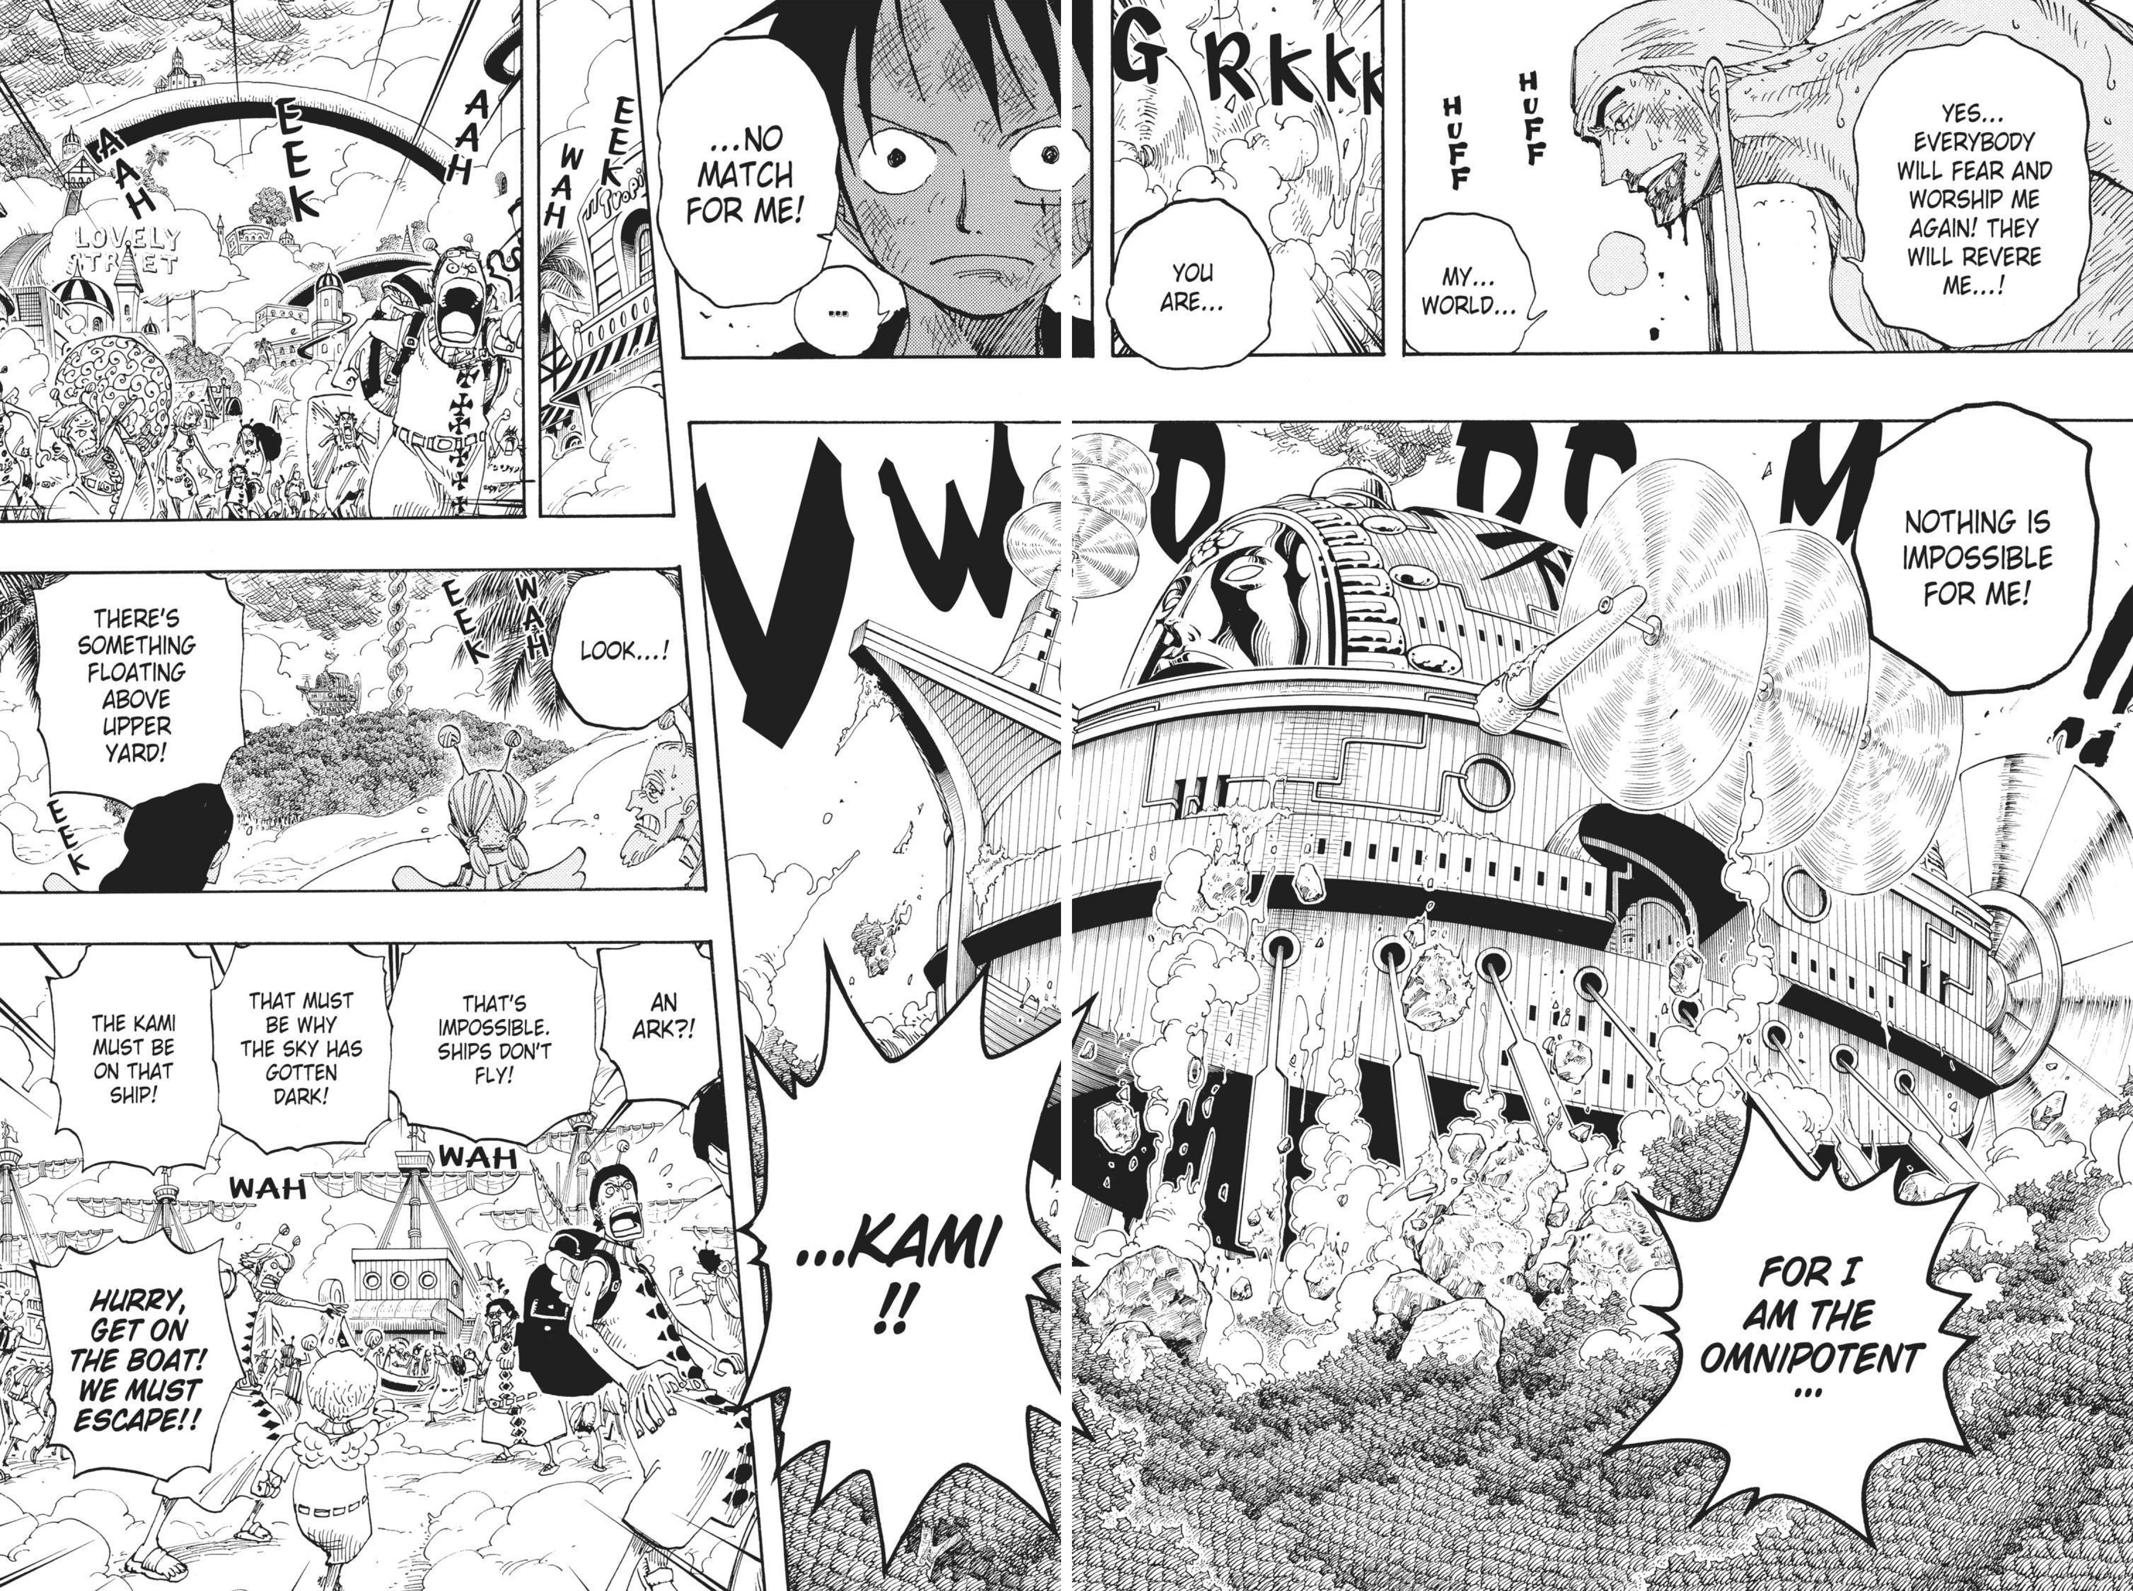 YES...
EVERYBODY
WILL FEAR AND
WORSHIP ME
AGAIN! THEY
WILL REVERE
ME...!
HUFF
HUFF
MY...
WORLD...
GRKKKK
YOU
ARE...
...NO
MATCH
FOR ME!
...
NOTHING IS
IMPOSSIBLE
FOR ME!
VWOOOOM
!!
FOR I
AM THE
OMNIPOTENT
...
...KAMI
!!
EEK
WAH
AAH
EEK
AAH
LOVELY
STREET
LOOK...!
WAH
EEK
THERE'S
SOMETHING
FLOATING
ABOVE
UPPER
YARD!
EEK
AN
ARK?!
THAT'S
IMPOSSIBLE.
SHIPS DON'T
FLY!
THAT MUST
BE WHY
THE SKY HAS
GOTTEN
DARK!
THE KAMI
MUST BE
ON THAT
SHIP!
WAH
WAH
HURRY,
GET ON
THE BOAT!
WE MUST
ESCAPE!!